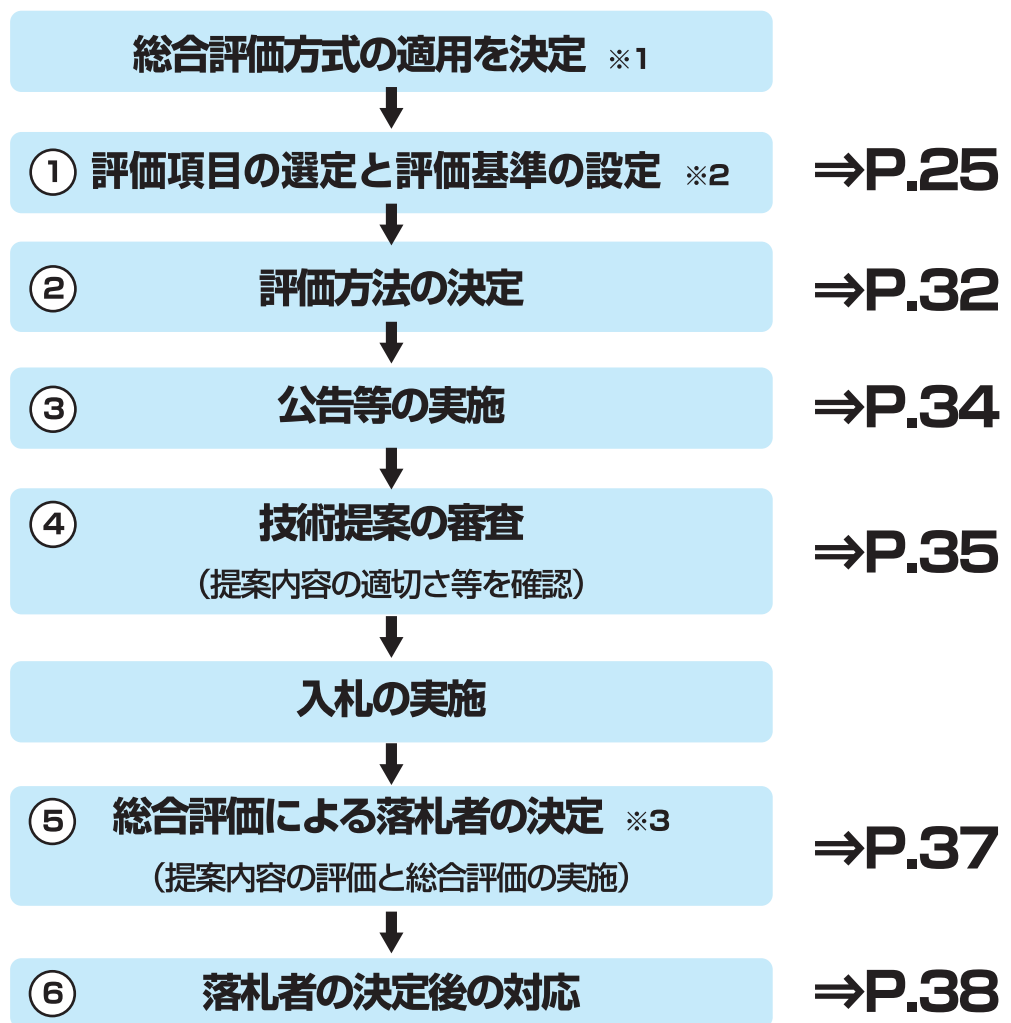 総合評価方式の適用を決定 ※1
① 評価項目の選定と評価基準の設定 ※2 ⇒P.25
② 評価方法の決定 ⇒P.32
③ 公告等の実施 ⇒P.34
④ 技術提案の審査 ⇒P.35
（提案内容の適切さ等を確認）
入札の実施
⑤ 総合評価による落札者の決定 ※3 ⇒P.37
（提案内容の評価と総合評価の実施）
⑥ 落札者の決定後の対応 ⇒P.38